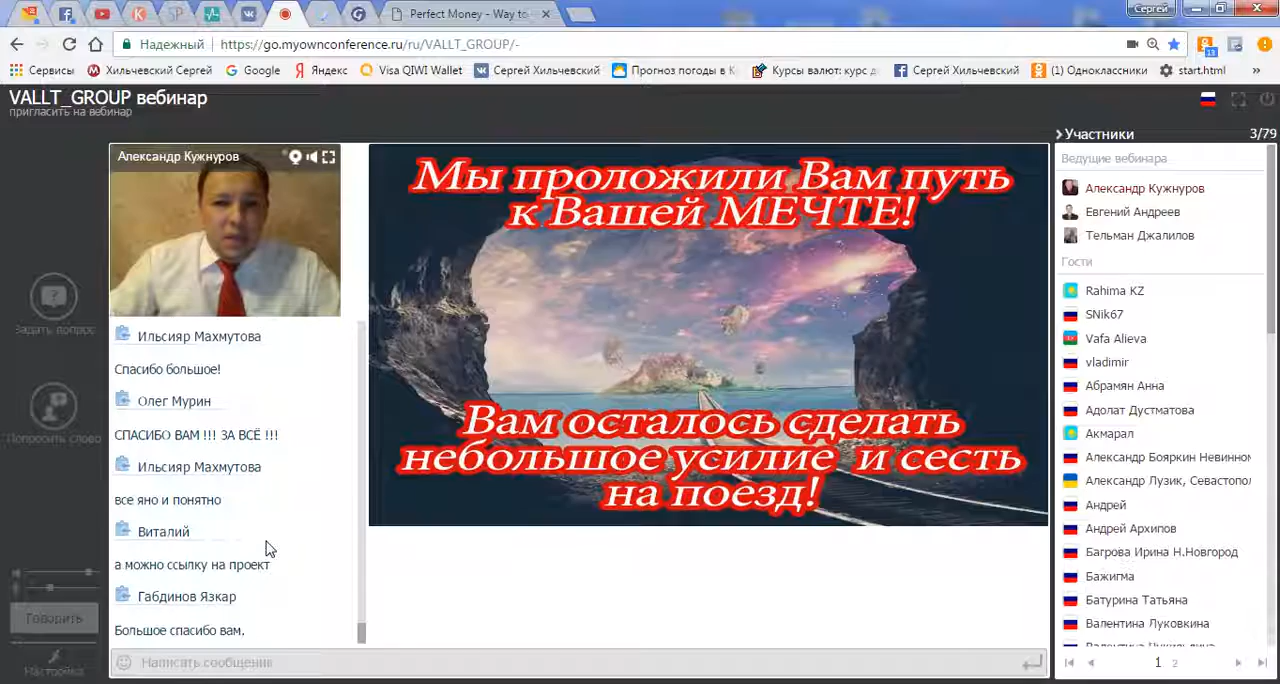 Perfect Money - Way to
Сергей
Надежный
https://go.myownconference.ru/ru/VALLT_GROUP/-
13
Сервисы
Хильчевский Сергей
Google
Яндекс
Visa QIWI Wallet
Сергей Хильчевский
Прогноз погоды в К
Курсы валют: курс д
Сергей Хильчевский
(1) Одноклассники
start.html
»
VALLT_GROUP вебинар
пригласить на вебинар
Александр Кужнуров
Задать вопрос
Попросить слово
Говорить
Настройка
Ильсияр Махмутова
Спасибо большое!
Олег Мурин
СПАСИБО ВАМ !!! ЗА ВСЁ !!!
Ильсияр Махмутова
все яно и понятно
Виталий
а можно ссылку на проект
Габдинов Язкар
Большое спасибо вам,
Написать сообщение
Мы проложили Вам путь
к Вашей МЕЧТЕ!
Вам осталось сделать
небольшое усилие и сесть
на поезд!
Участники 3/79
Ведущие вебинара
Александр Кужнуров
Евгений Андреев
Тельман Джалилов
Гости
Rahima KZ
SNik67
Vafa Alieva
vladimir
Абрамян Анна
Адолат Дустматова
Акмарал
Александр Бояркин Невинном
Александр Лузик, Севастопол
Андрей
Андрей Архипов
Багрова Ирина Н.Новгород
Бажигма
Батурина Татьяна
Валентина Луковкина
1 2